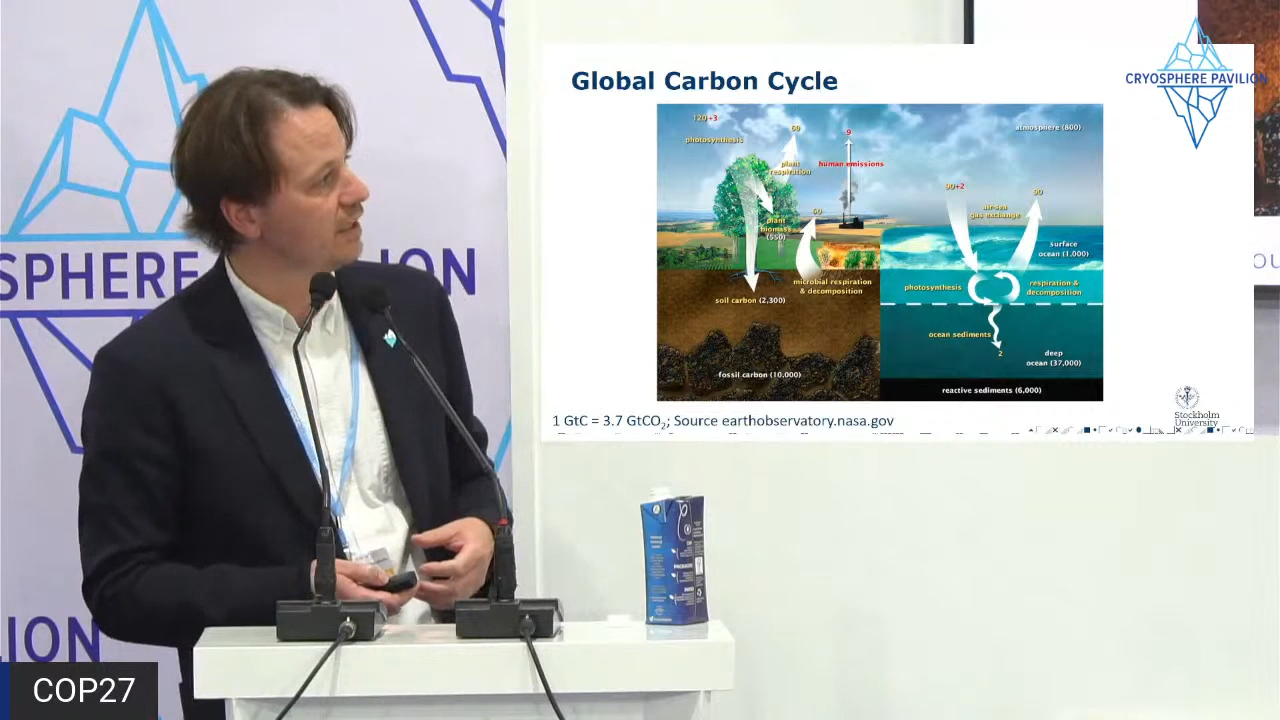 Global Carbon Cycle
CRYOSPHERE PAVILION
120+3
photosynthesis
60
plant
respiration
9
human emissions
atmosphere (800)
plant
biomass
(550)
60
90+2
air-sea
gas exchange
90
surface
ocean (1,000)
microbial respiration
& decomposition
soil carbon (2,300)
photosynthesis
respiration &
decomposition
ocean sediments
2
deep
ocean (37,000)
fossil carbon (10,000)
reactive sediments (6,000)
1 GtC = 3.7 GtCO₂; Source earthobservatory.nasa.gov
Stockholm
University
SPHERE
ION
ION
COP27